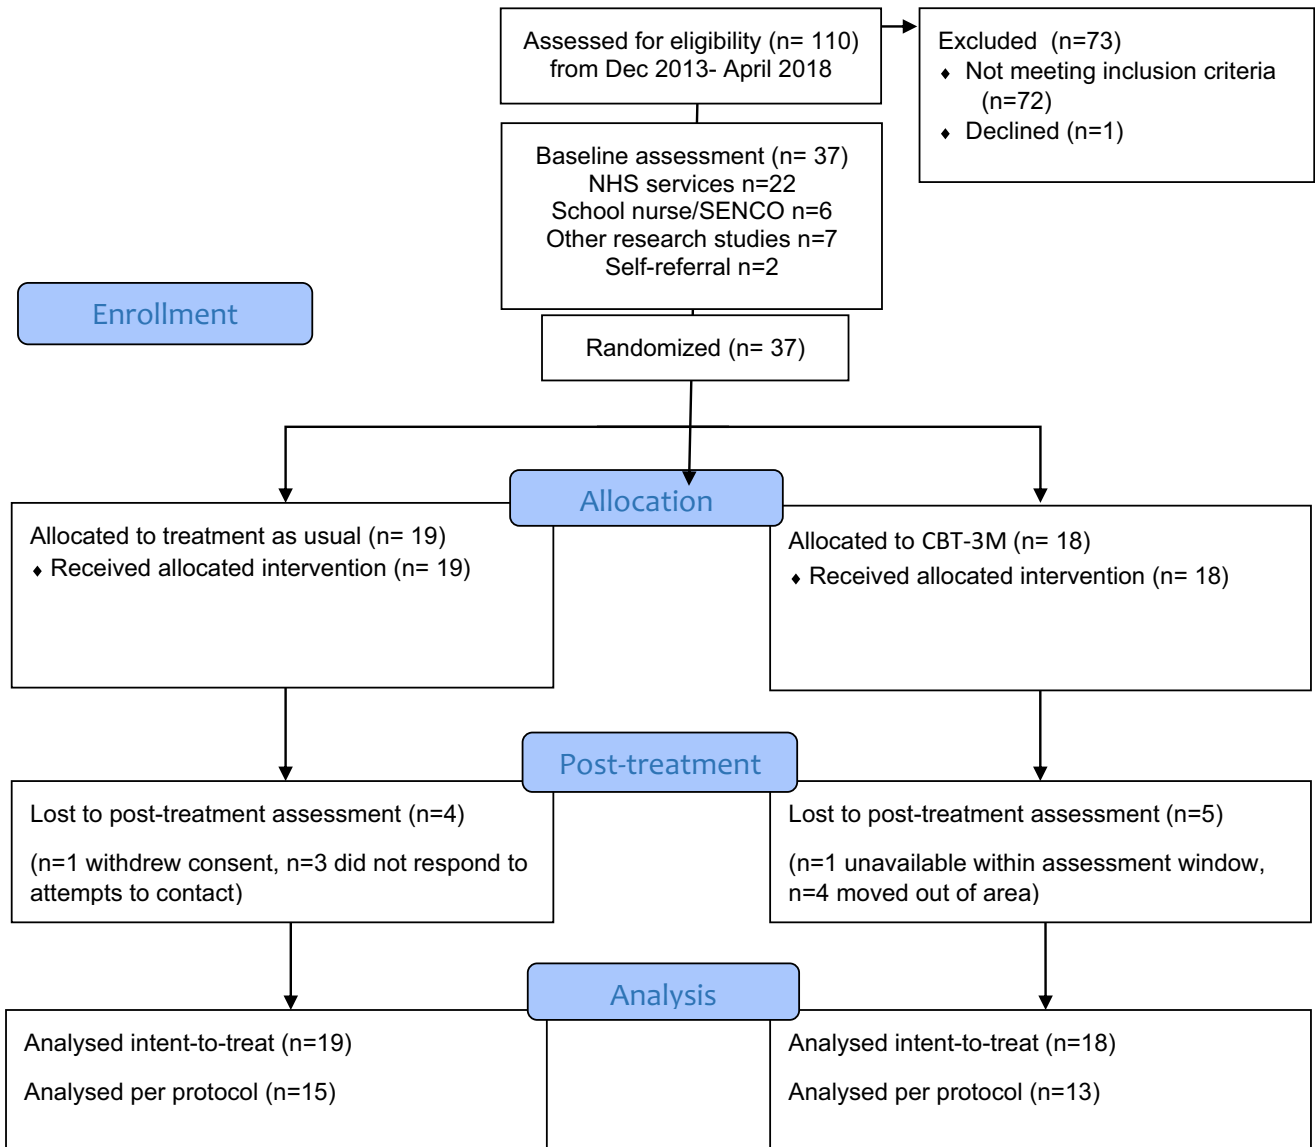 Assessed for eligibility (n= 110)
from Dec 2013- April 2018
Excluded  (n=73)
♦ Not meeting inclusion criteria
(n=72)
♦ Declined (n=1)
Baseline assessment (n= 37)
NHS services n=22
School nurse/SENCO n=6
Other research studies n=7
Self-referral n=2
Enrollment
Randomized (n= 37)
Allocation
Allocated to treatment as usual (n= 19)
♦ Received allocated intervention (n= 19)
Allocated to CBT-3M (n= 18)
♦ Received allocated intervention (n= 18)
Post-treatment
Lost to post-treatment assessment (n=4)
(n=1 withdrew consent, n=3 did not respond to
attempts to contact)
Lost to post-treatment assessment (n=5)
(n=1 unavailable within assessment window,
n=4 moved out of area)
Analysis
Analysed intent-to-treat (n=19)
Analysed per protocol (n=15)
Analysed intent-to-treat (n=18)
Analysed per protocol (n=13)